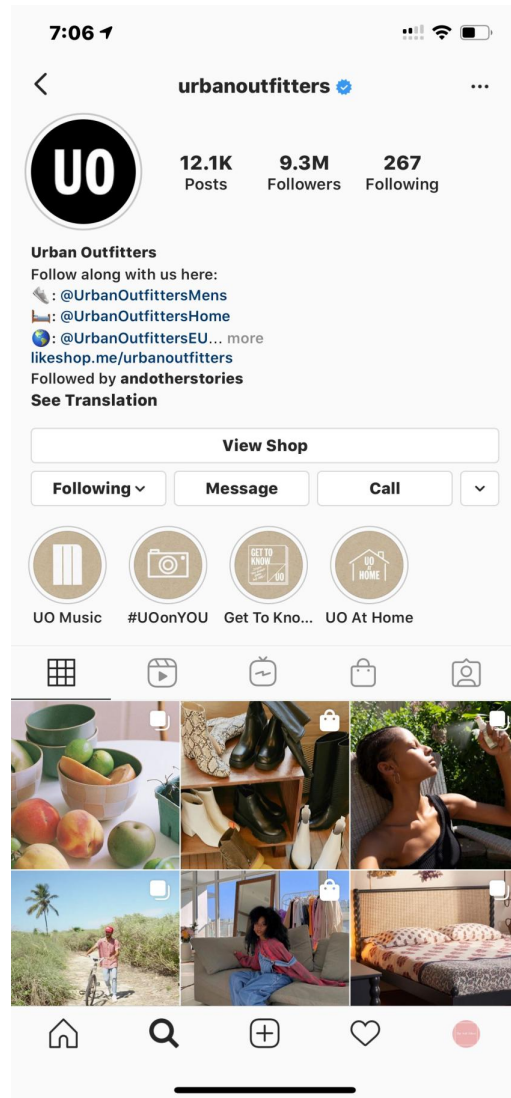 7:06
urbanoutfitters
UO
12.1K 9.3M 267
Posts Followers Following
Urban Outfitters
Follow along with us here:
: @UrbanOutfittersMens
: @UrbanOutfittersHome
: @UrbanOutfittersEU... more
likeshop.me/urbanoutfitters
Followed by andotherstories
See Translation
View Shop
Following Message Call
GET TO
KNOW
UO
UO
HOME
UO Music #UOonYOU Get To Kno... UO At Home